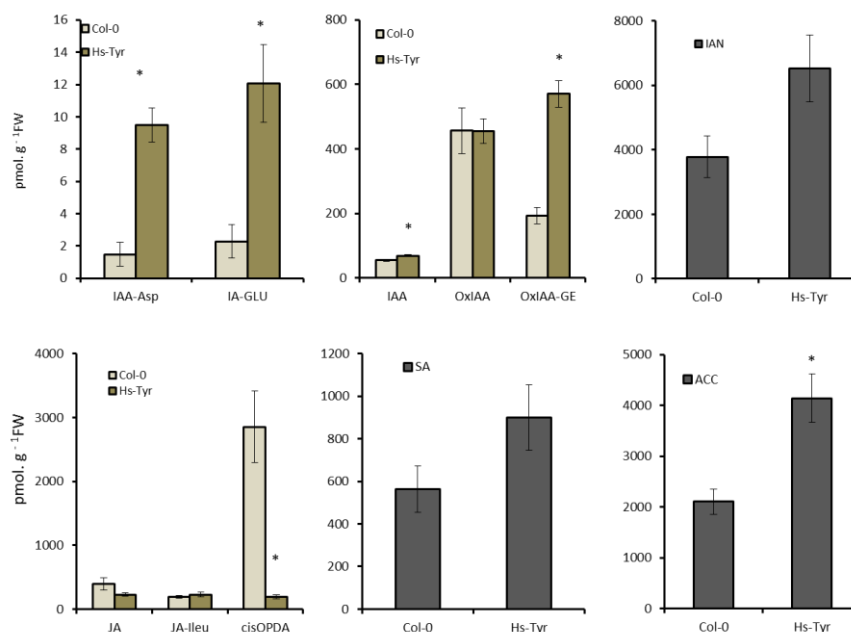 pmol. g⁻¹FW
16
14
12
10
8
6
4
2
0
Col-0
Hs-Tyr
*
*
IAA-Asp
IA-GLU
800
600
400
200
0
Col-0
Hs-Tyr
*
*
IAA
OxIAA
OxIAA-GE
8000
6000
4000
2000
0
IAN
Col-0
Hs-Tyr
pmol. g⁻¹FW
4000
3000
2000
1000
0
Col-0
Hs-Tyr
*
JA
JA-Ileu
cisOPDA
1200
1000
800
600
400
200
0
SA
Col-0
Hs-Tyr
5000
4000
3000
2000
1000
0
ACC
*
Col-0
Hs-Tyr